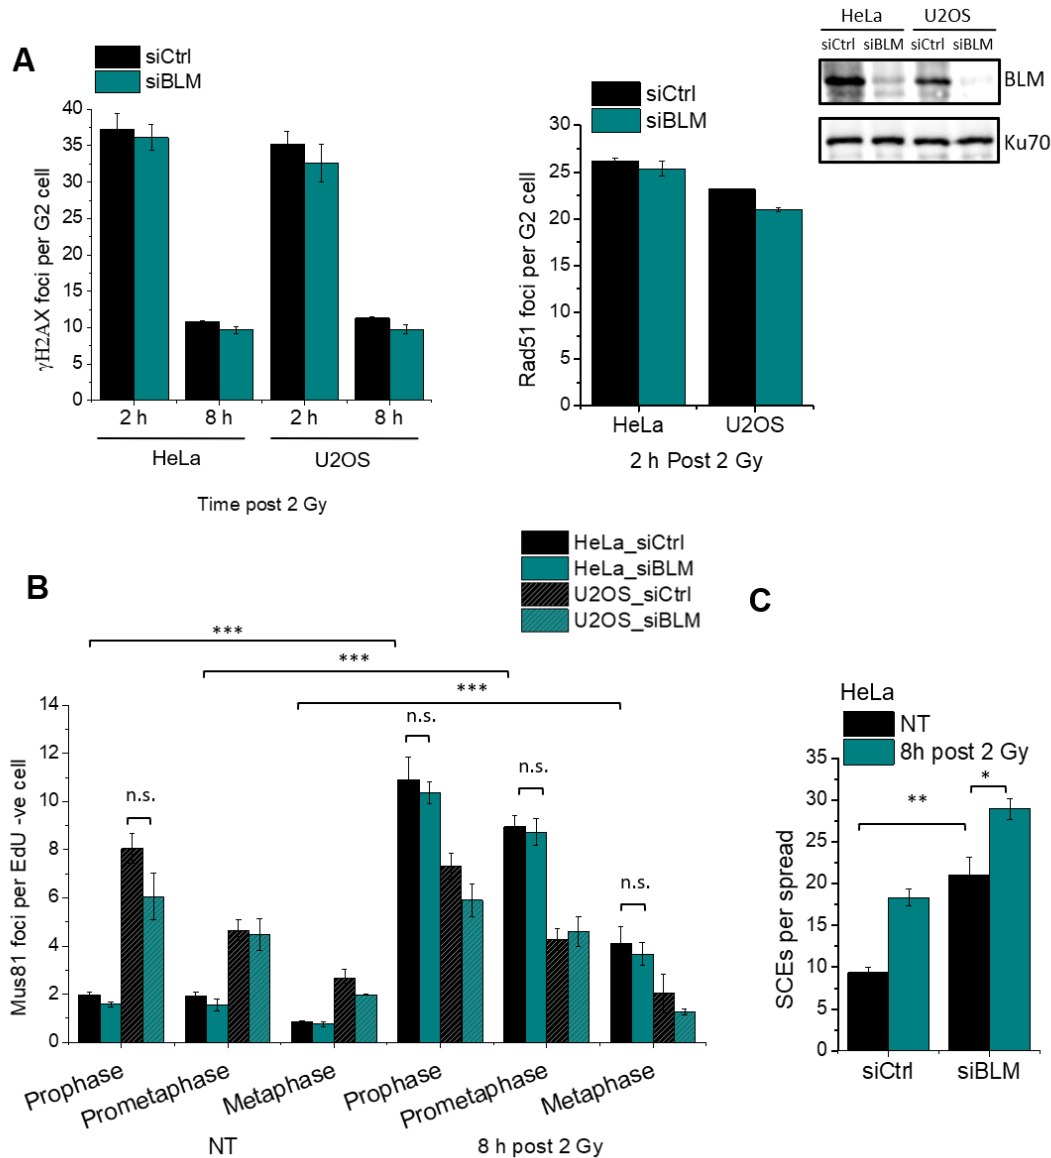 A
siCtrl
siBLM
40
35
30
25
20
15
10
5
0
γH2AX foci per G2 cell
2 h 8 h 2 h 8 h
HeLa U2OS
Time post 2 Gy
siCtrl
siBLM
30
25
20
15
10
5
0
Rad51 foci per G2 cell
HeLa U2OS
2 h Post 2 Gy
HeLa U2OS
siCtrl siBLM siCtrl siBLM
BLM
Ku70
B
HeLa_siCtrl
HeLa_siBLM
U2OS_siCtrl
U2OS_siBLM
***
***
***
n.s.
n.s.
n.s.
n.s.
14
12
10
8
6
4
2
0
Mus81 foci per EdU -ve cell
Prophase Prometaphase Metaphase Prophase Prometaphase Metaphase
NT 8 h post 2 Gy
C
HeLa
NT
8h post 2 Gy
**
*
35
30
25
20
15
10
5
0
SCEs per spread
siCtrl siBLM